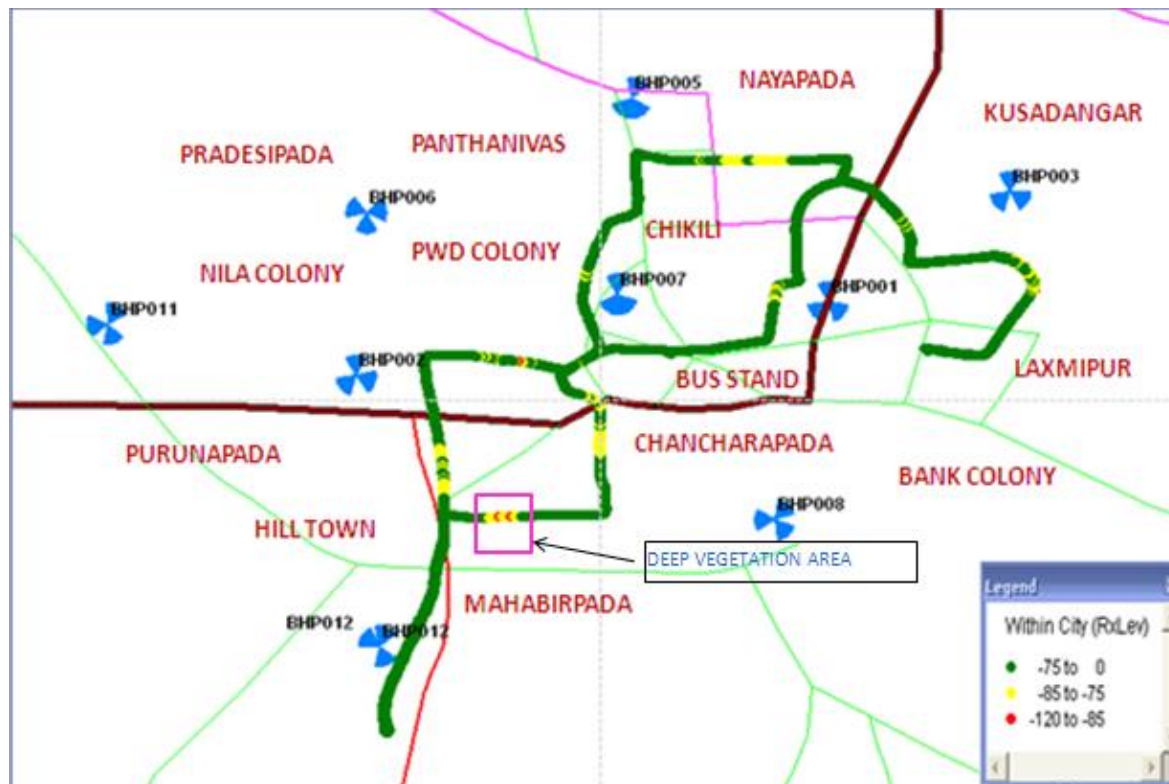 BHP005
NAYAPADA
KUSADANGAR
PANTHANIVAS
PRADESIPADA
BHP003
BHP006
CHIKILI
PWD COLONY
NILA COLONY
BHP007
BHP001
BHP011
BHP002
LAXMIPUR
BUS STAND
CHANCHARAPADA
PURUNAPADA
BANK COLONY
BHP008
HILL TOWN
DEEP VEGETATION AREA
MAHABIRPADA
BHP012
BHP012
Legend
Within City (RxLev)
-75 to 0
-85 to -75
-120 to -85